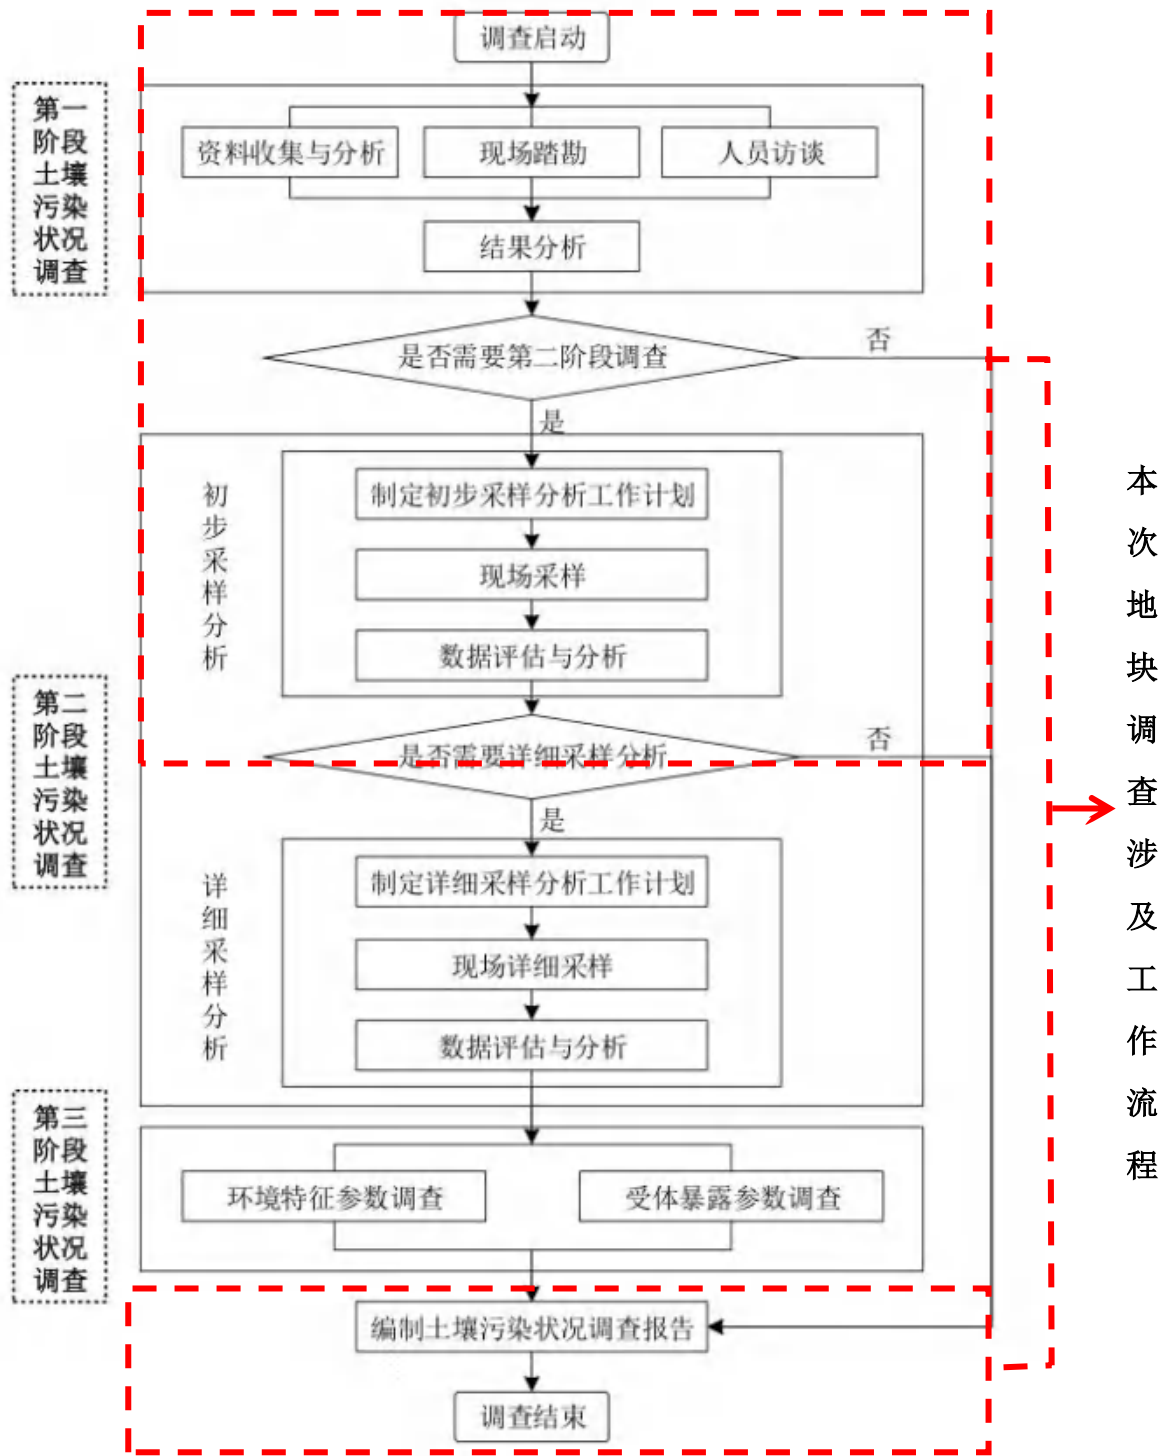 调查启动
第一
阶段
土壤
污染
状况
调查
资料收集与分析
现场踏勘
人员访谈
结果分析
是否需要第二阶段调查
否
是
初
步
采
样
分
析
制定初步采样分析工作计划
现场采样
数据评估与分析
第二
阶段
土壤
污染
状况
调查
是否需要详细采样分析
否
是
详
细
采
样
分
析
制定详细采样分析工作计划
现场详细采样
数据评估与分析
第三
阶段
土壤
污染
状况
调查
环境特征参数调查
受体暴露参数调查
编制土壤污染状况调查报告
调查结束
本
次
地
块
调
查
涉
及
工
作
流
程